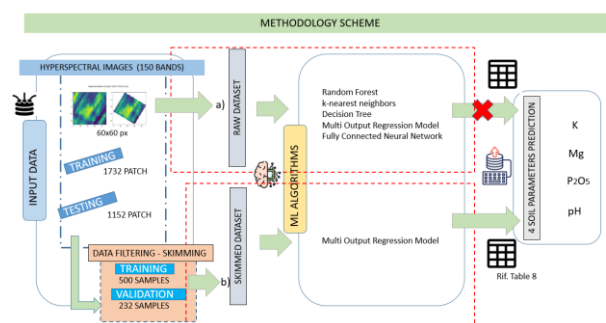 METHODOLOGY SCHEME
HYPERSPECTRAL IMAGES (150 BANDS)
60x60 px
INPUT DATA
TRAINING
1732 PATCH
TESTING
1152 PATCH
DATA FILTERING - SKIMMING
TRAINING
500 SAMPLES
VALIDATION
232 SAMPLES
a)
RAW DATASET
b)
SKIMMED DATASET
ML ALGORITHMS
Random Forest
k-nearest neighbors
Decision Tree
Multi Output Regression Model
Fully Connected Neural Network
Multi Output Regression Model
4 SOIL PARAMETERS PREDICTION
K
Mg
P2O5
pH
Rif. Table 8